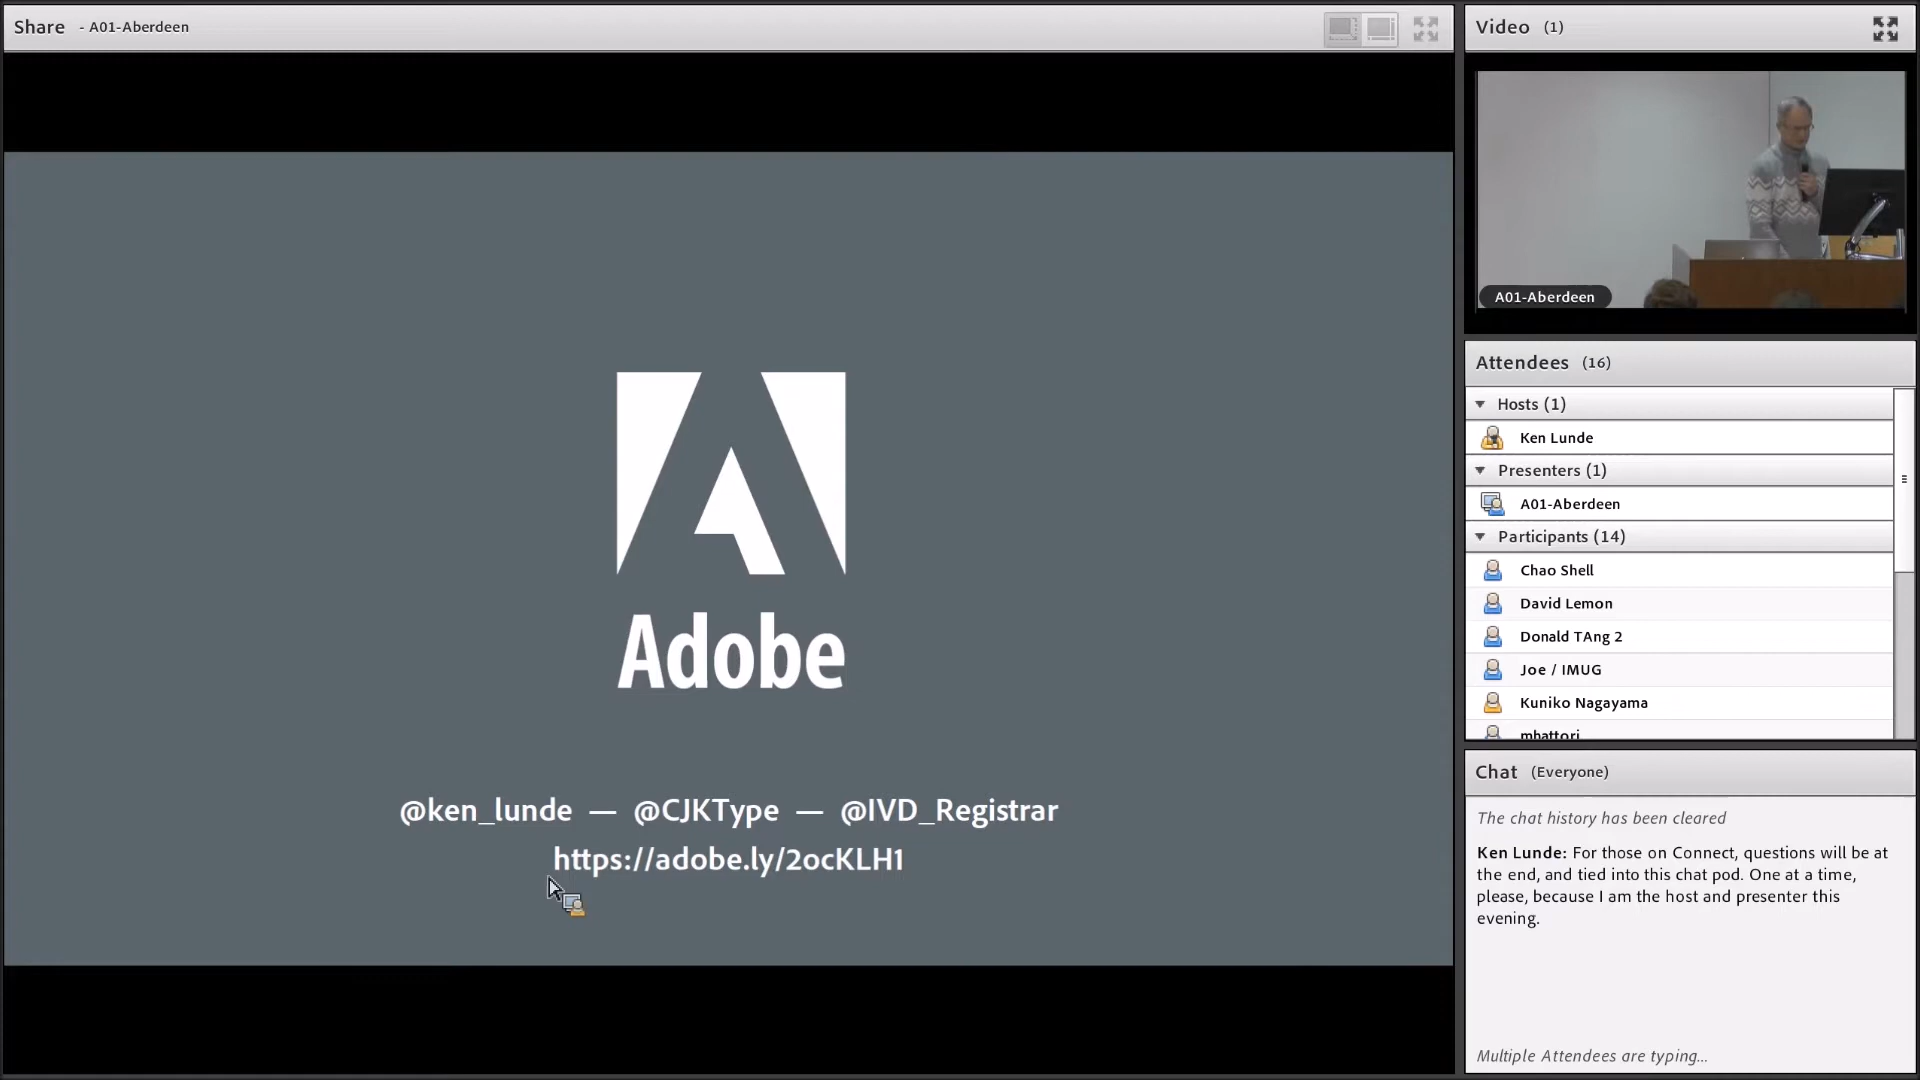 Share - A01-Aberdeen
Adobe
@ken_lunde — @CJKType — @IVD_Registrar
https://adobe.ly/2ocKLH1
Video (1)
A01-Aberdeen
Attendees (16)
Hosts (1)
Ken Lunde
Presenters (1)
A01-Aberdeen
Participants (14)
Chao Shell
David Lemon
Donald TAng 2
Joe / IMUG
Kuniko Nagayama
mhattori
Chat (Everyone)
The chat history has been cleared
Ken Lunde: For those on Connect, questions will be at
the end, and tied into this chat pod. One at a time,
please, because I am the host and presenter this
evening.
Multiple Attendees are typing...